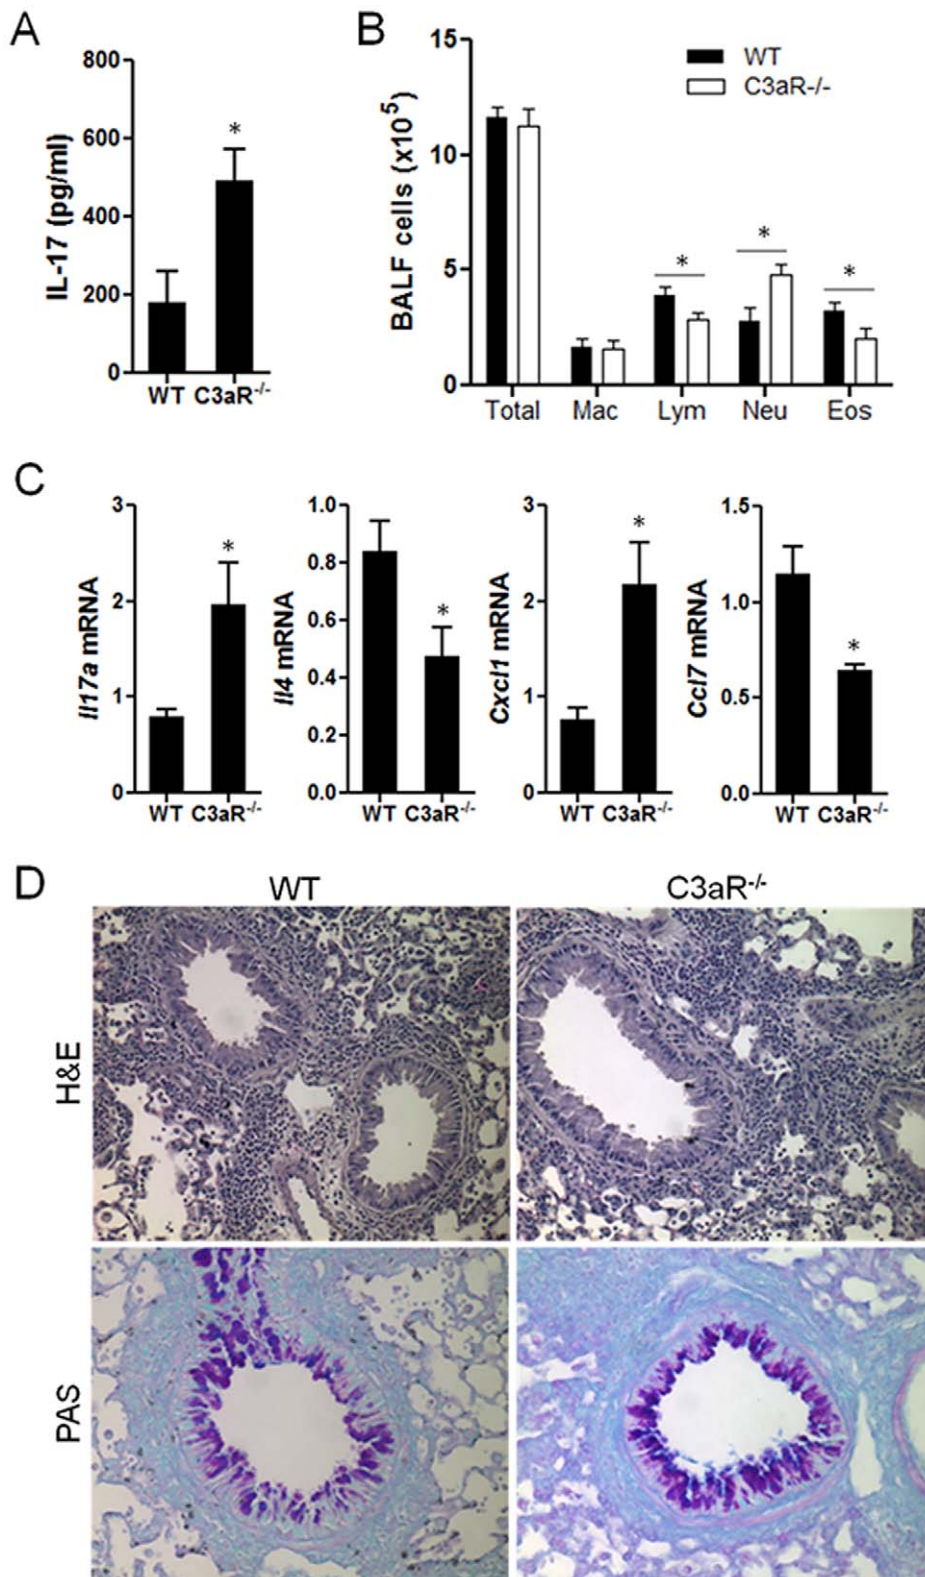 A
IL-17 (pg/ml)
800
600
400
200
0
*
WT C3aR-/-
B
BALF cells (x10⁵)
15
10
5
0
WT
C3aR-/-
*
*
*
Total Mac Lym Neu Eos
C
Il17a mRNA
3
2
1
0
*
WT C3aR-/-
Il4 mRNA
1.0
0.8
0.6
0.4
0.2
0.0
*
WT C3aR-/-
Cxcl1 mRNA
3
2
1
0
*
WT C3aR-/-
Ccl7 mRNA
1.5
1.0
0.5
0.0
*
WT C3aR-/-
D
WT C3aR-/-
H&E
PAS